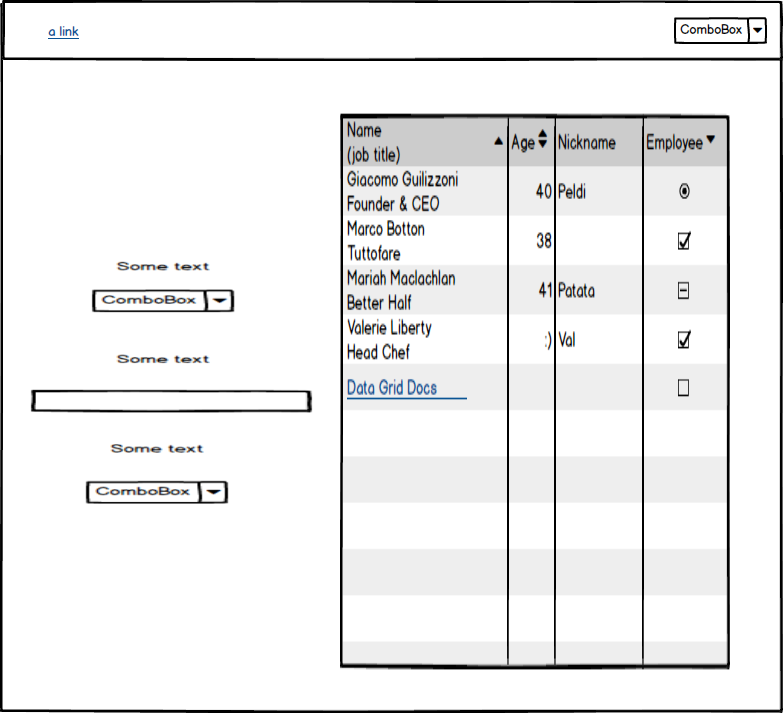 a link
ComboBox
Some text
ComboBox
Some text
Some text
ComboBox
Name
(job title)
Age
Nickname
Employee
Giacomo Guilizzoni
Founder & CEO
40
Peldi
Marco Botton
Tuttofare
38
Mariah Maclachlan
Better Half
41
Patata
Valerie Liberty
Head Chef
:)
Val
Data Grid Docs